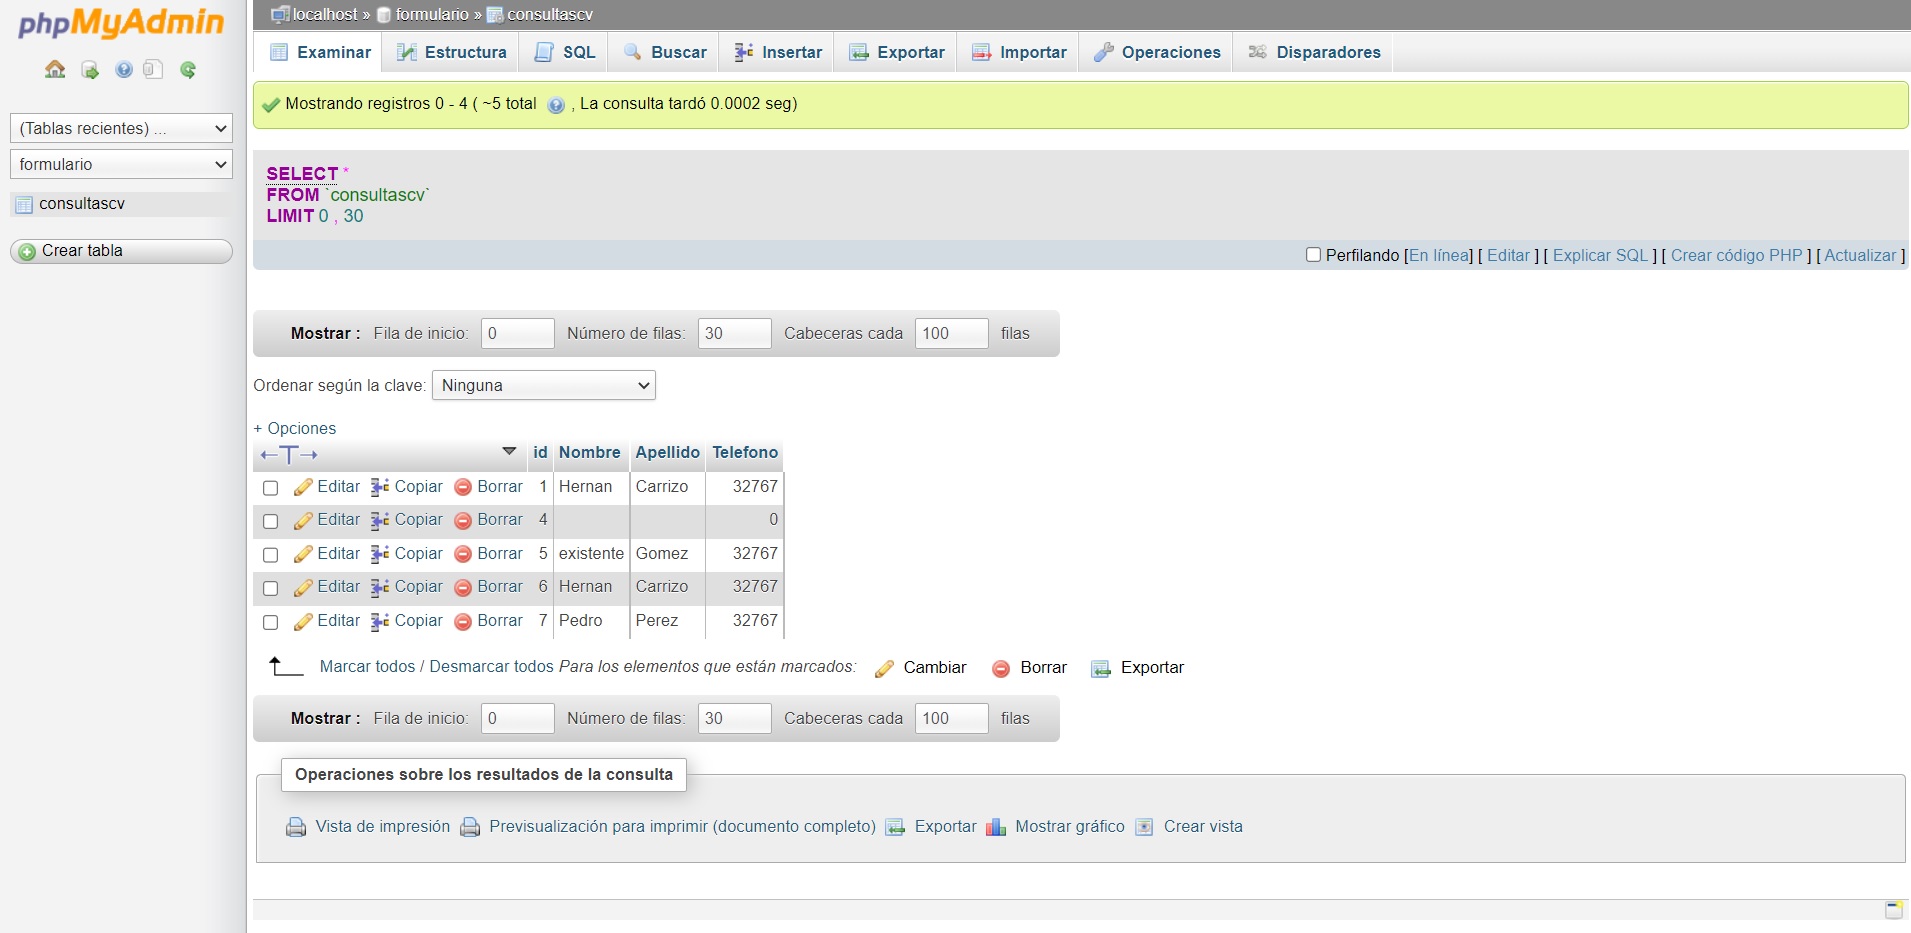 phpMyAdmin
(Tablas recientes) ...
formulario
consultascv
Crear tabla
localhost » formulario » consultascv
Examinar Estructura SQL Buscar Insertar Exportar Importar Operaciones Disparadores
Mostrando registros 0 - 4 ( ~5 total , La consulta tardó 0.0002 seg)
SELECT *
FROM `consultascv`
LIMIT 0 , 30
Perfilando [En línea] [ Editar ] [ Explicar SQL ] [ Crear código PHP ] [ Actualizar ]
Mostrar : Fila de inicio: 0 Número de filas: 30 Cabeceras cada 100 filas
Ordenar según la clave: Ninguna
+ Opciones
←T→ id Nombre Apellido Telefono
Editar Copiar Borrar 1 Hernan Carrizo 32767
Editar Copiar Borrar 4 0
Editar Copiar Borrar 5 existente Gomez 32767
Editar Copiar Borrar 6 Hernan Carrizo 32767
Editar Copiar Borrar 7 Pedro Perez 32767
Marcar todos / Desmarcar todos Para los elementos que están marcados: Cambiar Borrar Exportar
Mostrar : Fila de inicio: 0 Número de filas: 30 Cabeceras cada 100 filas
Operaciones sobre los resultados de la consulta
Vista de impresión Previsualización para imprimir (documento completo) Exportar Mostrar gráfico Crear vista